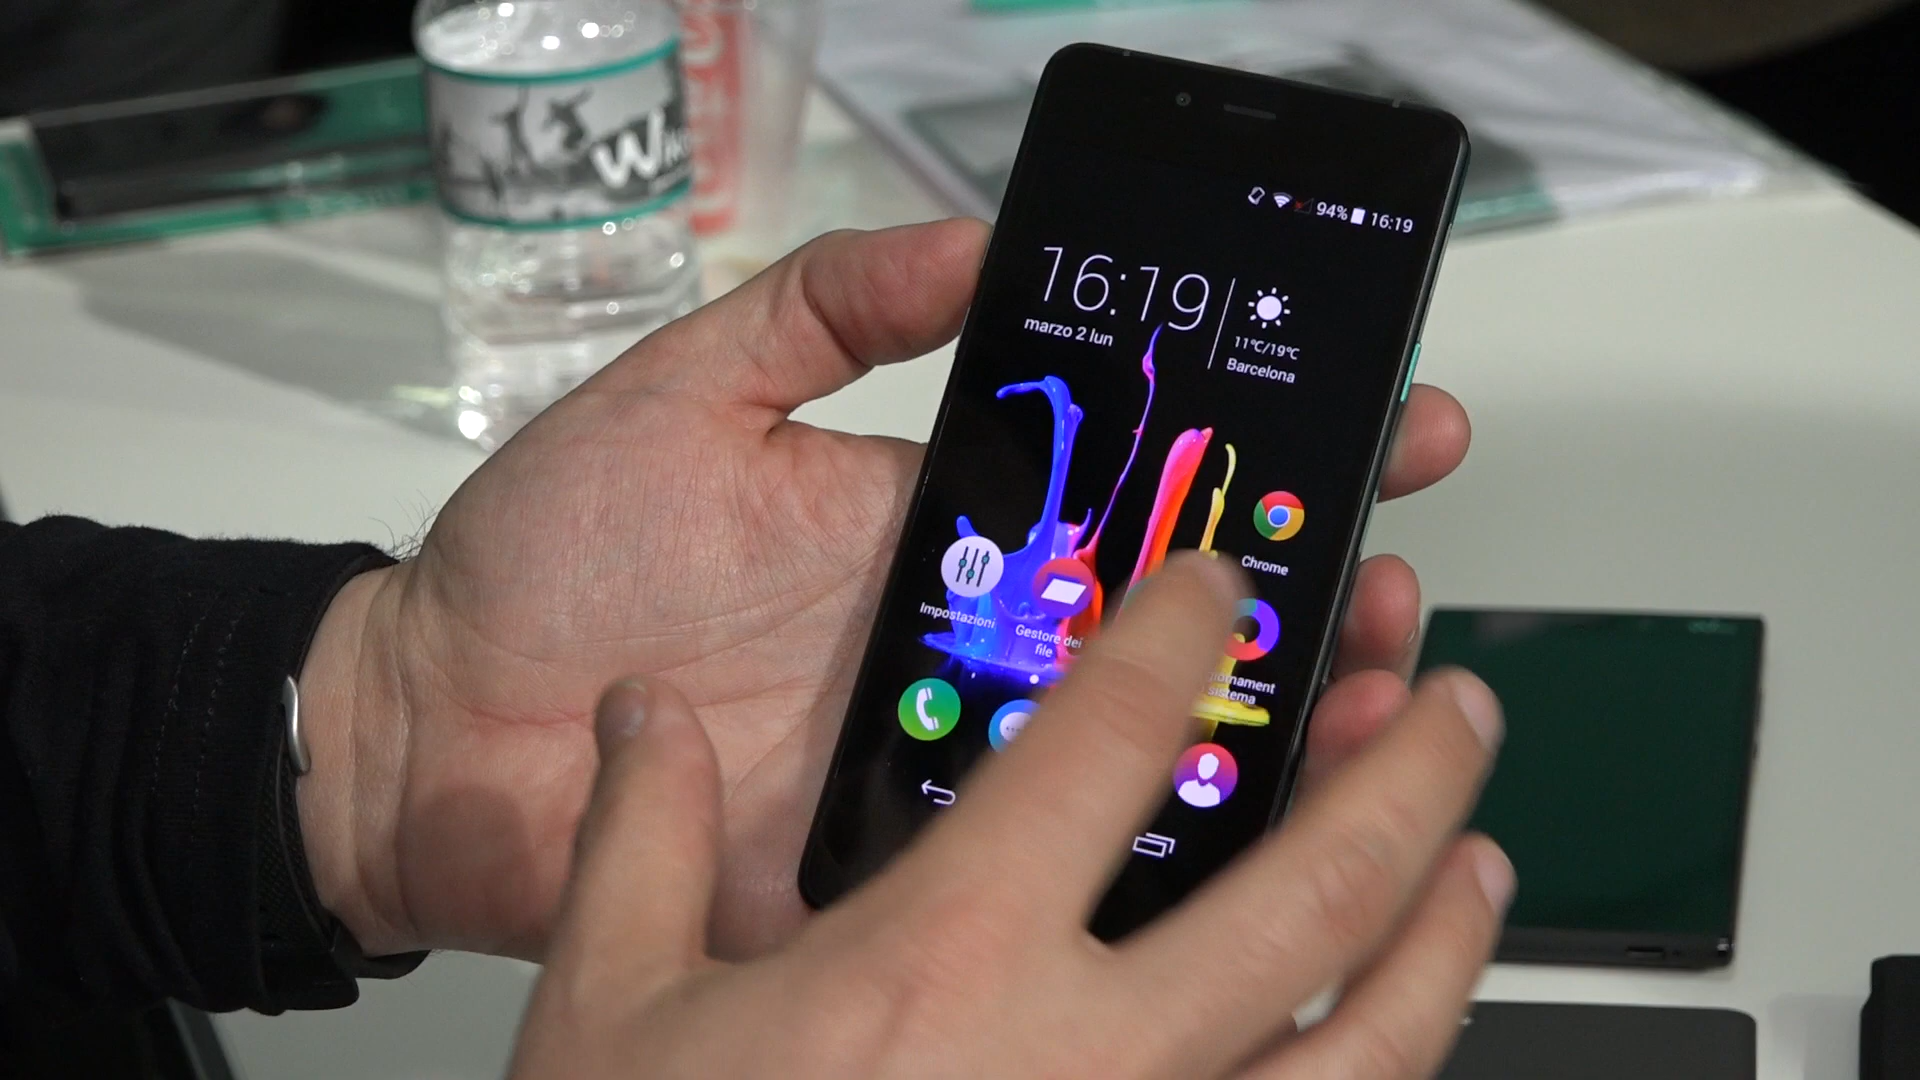 94% 16:19
16:19
marzo 2 lun
11°C/19°C
Barcelona
Chrome
Impostazioni
Gestore dei
file
sistema